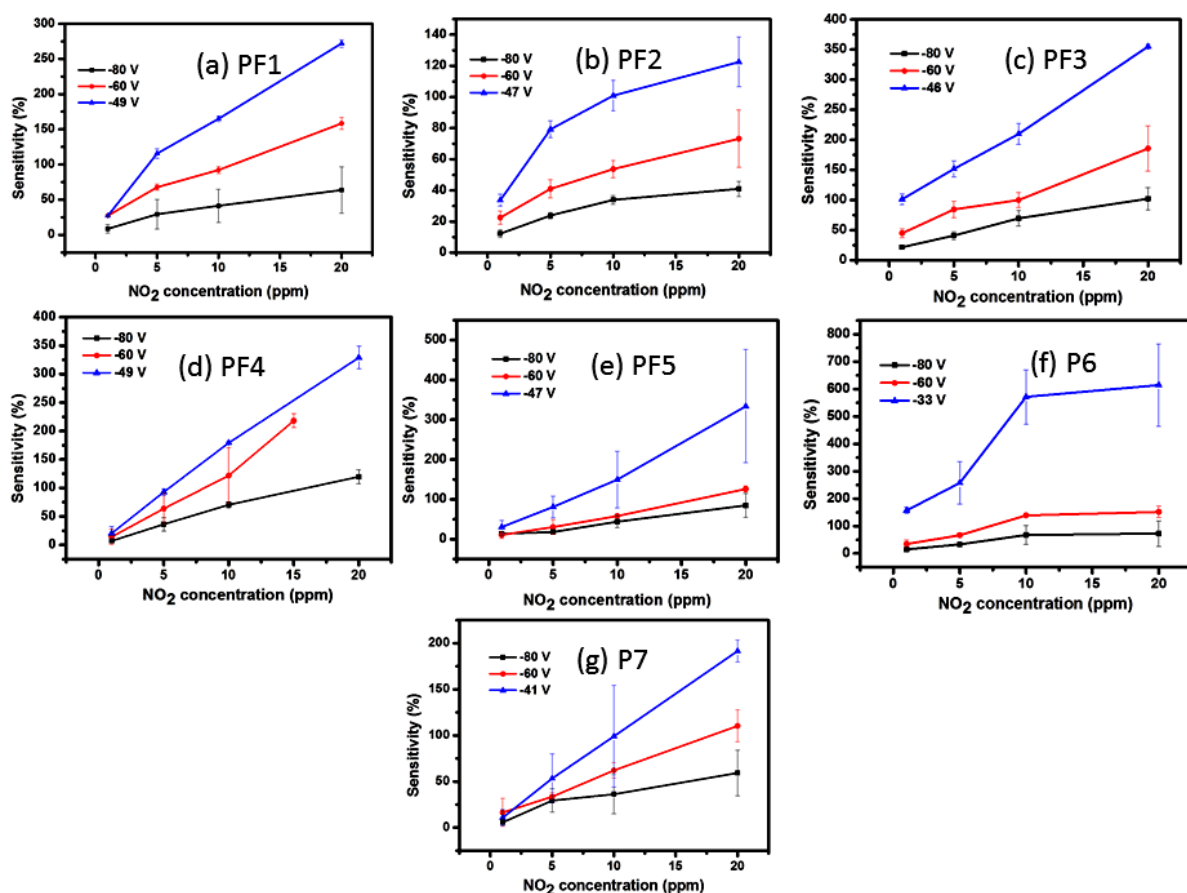 (a) PF1
300
250
200
150
100
50
0
-80 V
-60 V
-49 V
Sensitivity (%)
0 5 10 15 20
NO2 concentration (ppm)
(b) PF2
140
120
100
80
60
40
20
0
-80 V
-60 V
-47 V
Sensitivity (%)
0 5 10 15 20
NO2 concentration (ppm)
(c) PF3
400
350
300
250
200
150
100
50
0
-80 V
-60 V
-46 V
Sensitivity (%)
0 5 10 15 20
NO2 concentration (ppm)
(d) PF4
400
350
300
250
200
150
100
50
0
-80 V
-60 V
-49 V
Sensitivity (%)
0 5 10 15 20
NO2 concentration (ppm)
(e) PF5
500
400
300
200
100
0
-80 V
-60 V
-47 V
Sensitivity (%)
0 5 10 15 20
NO2 concentration (ppm)
(f) P6
800
700
600
500
400
300
200
100
0
-80 V
-60 V
-33 V
Sensitivity (%)
0 5 10 15 20
NO2 concentration (ppm)
(g) P7
200
150
100
50
0
-80 V
-60 V
-41 V
Sensitivity (%)
0 5 10 15 20
NO2 concentration (ppm)